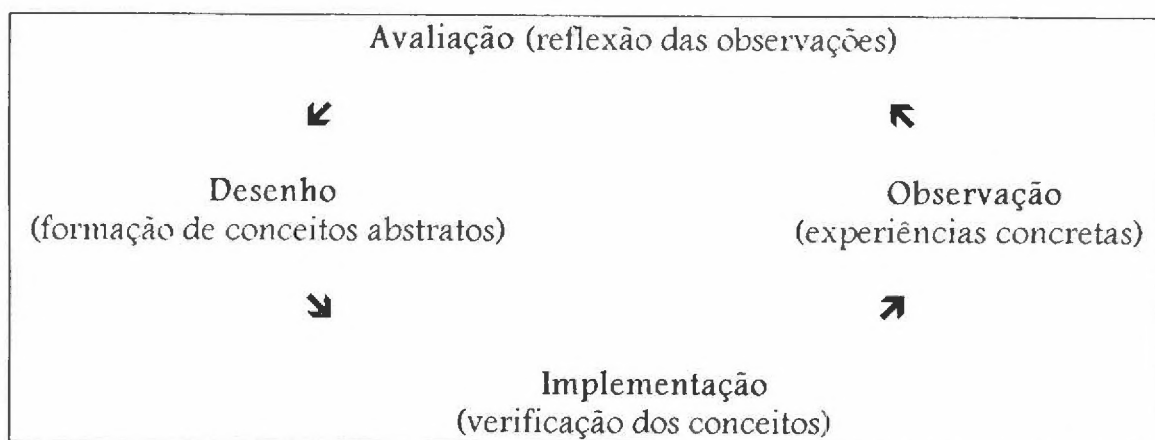 Avaliação (reflexão das observações)
Desenho
(formação de conceitos abstratos)
Observação
(experiências concretas)
Implementação
(verificação dos conceitos)